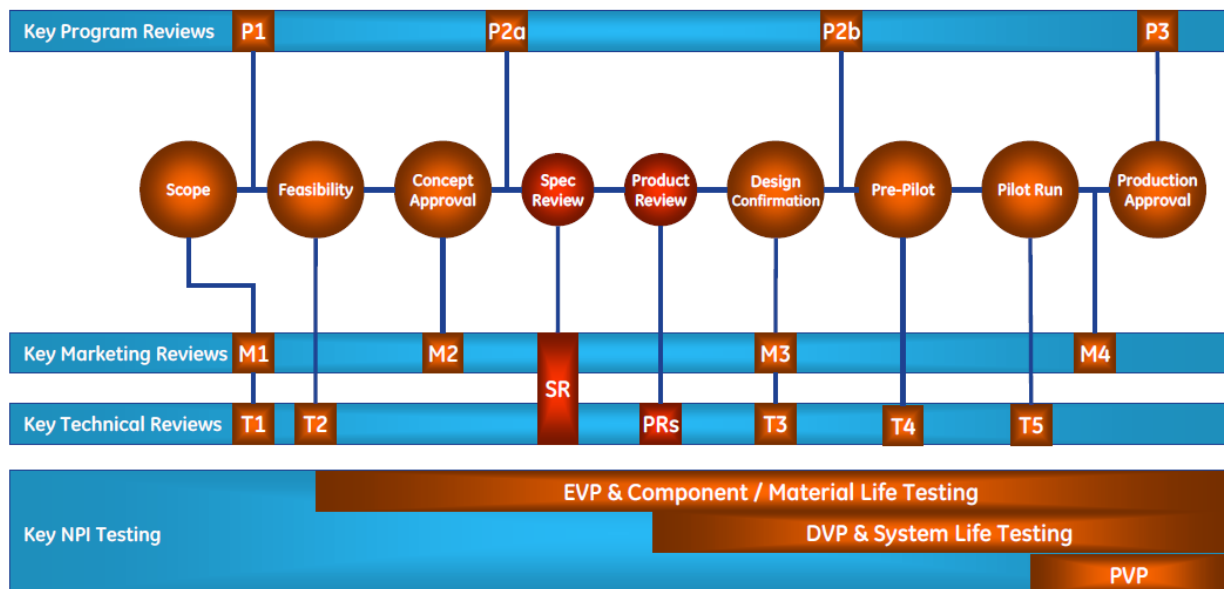 Key Program Reviews P1 P2a P2b P3
Scope
Feasibility
Concept
Approval
Spec
Review
Product
Review
Design
Confirmation
Pre-Pilot
Pilot Run
Production
Approval
Key Marketing Reviews M1 M2 M3 M4
SR
Key Technical Reviews T1 T2 PRs T3 T4 T5
EVP & Component / Material Life Testing
Key NPI Testing
DVP & System Life Testing
PVP